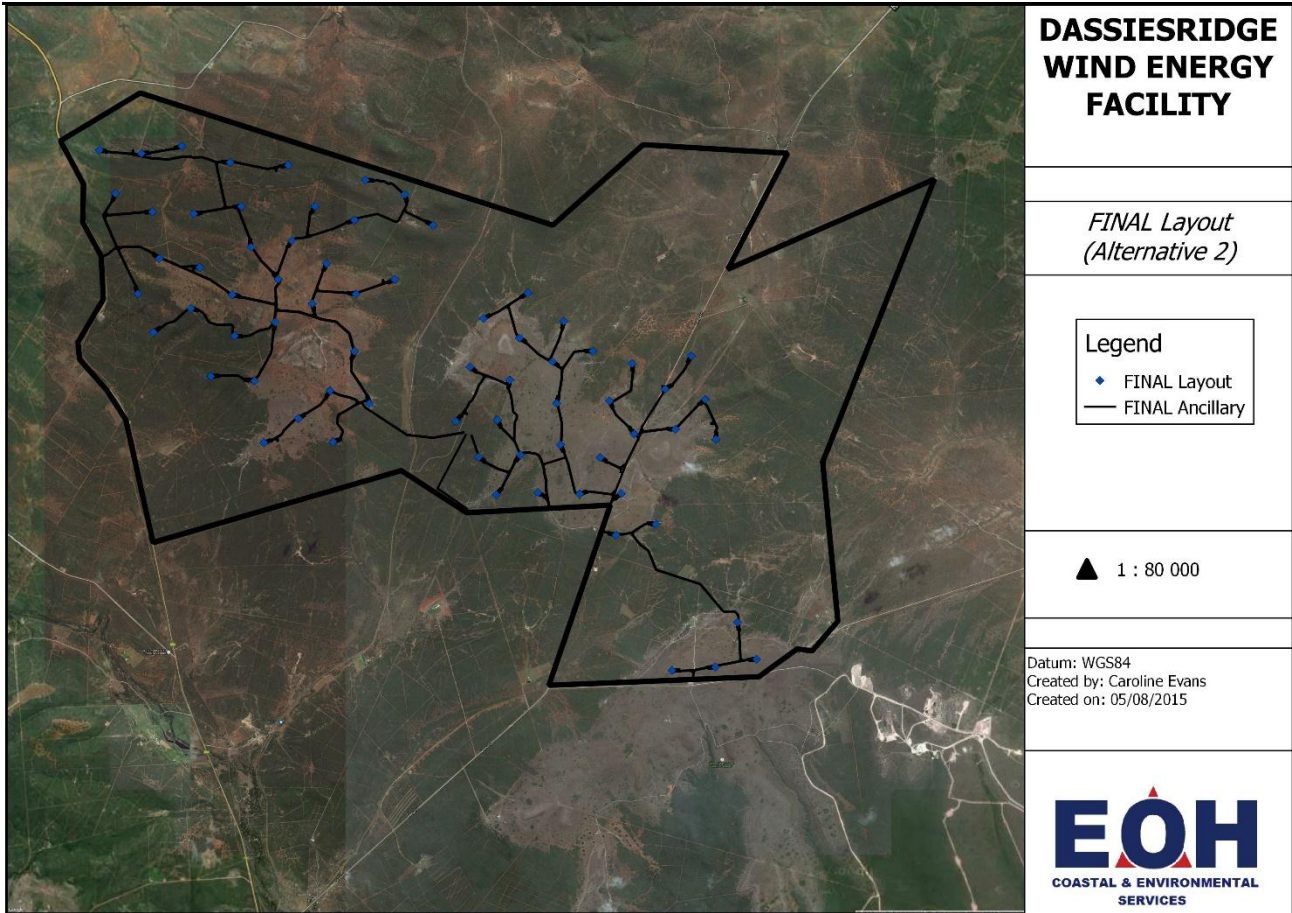 DASSIESRIDGE
WIND ENERGY
FACILITY
FINAL Layout
(Alternative 2)
Legend
FINAL Layout
FINAL Ancillary
1 : 80 000
Datum: WGS84
Created by: Caroline Evans
Created on: 05/08/2015
EOH
COASTAL & ENVIRONMENTAL
SERVICES